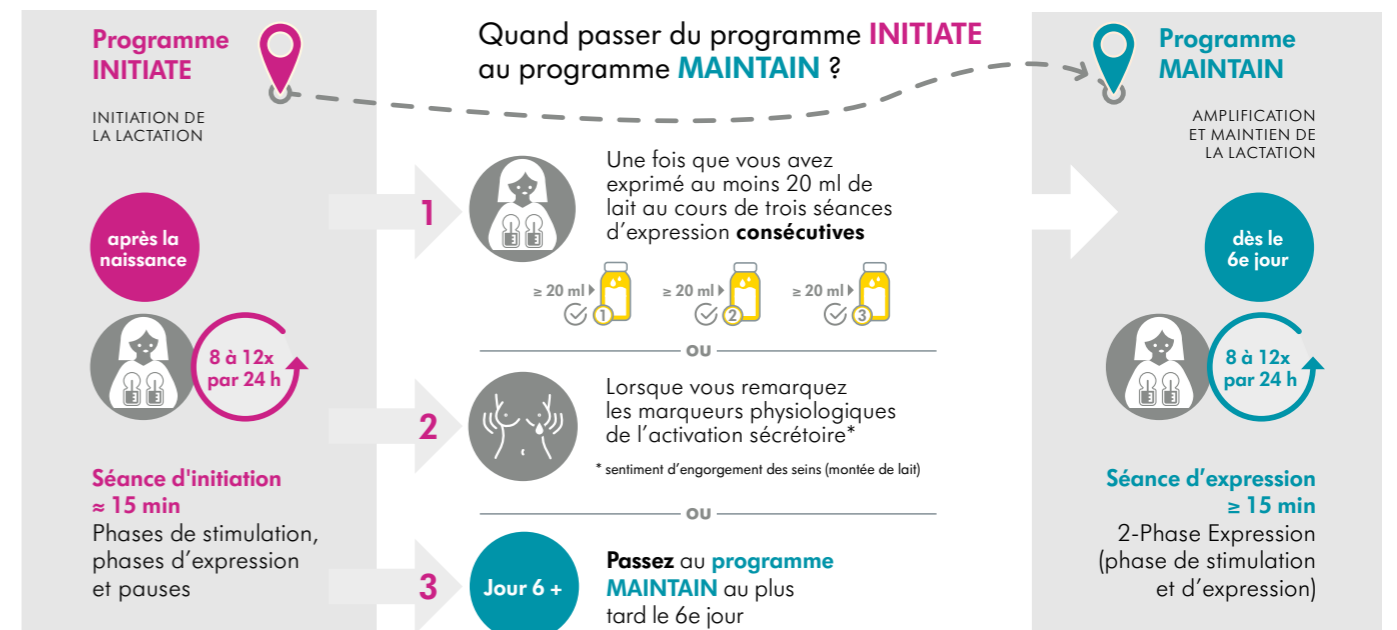 Programme
INITIATE
INITIATION DE
LA LACTATION
après la
naissance
8 à 12x
par 24 h
Séance d'initiation
≈ 15 min
Phases de stimulation,
phases d'expression
et pauses
Quand passer du programme INITIATE
au programme MAINTAIN ?
1
Une fois que vous avez
exprimé au moins 20 ml de
lait au cours de trois séances
d'expression consécutives
≥ 20 ml ≥ 20 ml ≥ 20 ml
1 2 3
OU
2
Lorsque vous remarquez
les marqueurs physiologiques
de l'activation sécrétoire*
* sentiment d'engorgement des seins (montée de lait)
OU
3
Jour 6 +
Passez au programme
MAINTAIN au plus
tard le 6e jour
Programme
MAINTAIN
AMPLIFICATION
ET MAINTIEN DE
LA LACTATION
dès le
6e jour
8 à 12x
par 24 h
Séance d'expression
≥ 15 min
2-Phase Expression
(phase de stimulation
et d'expression)